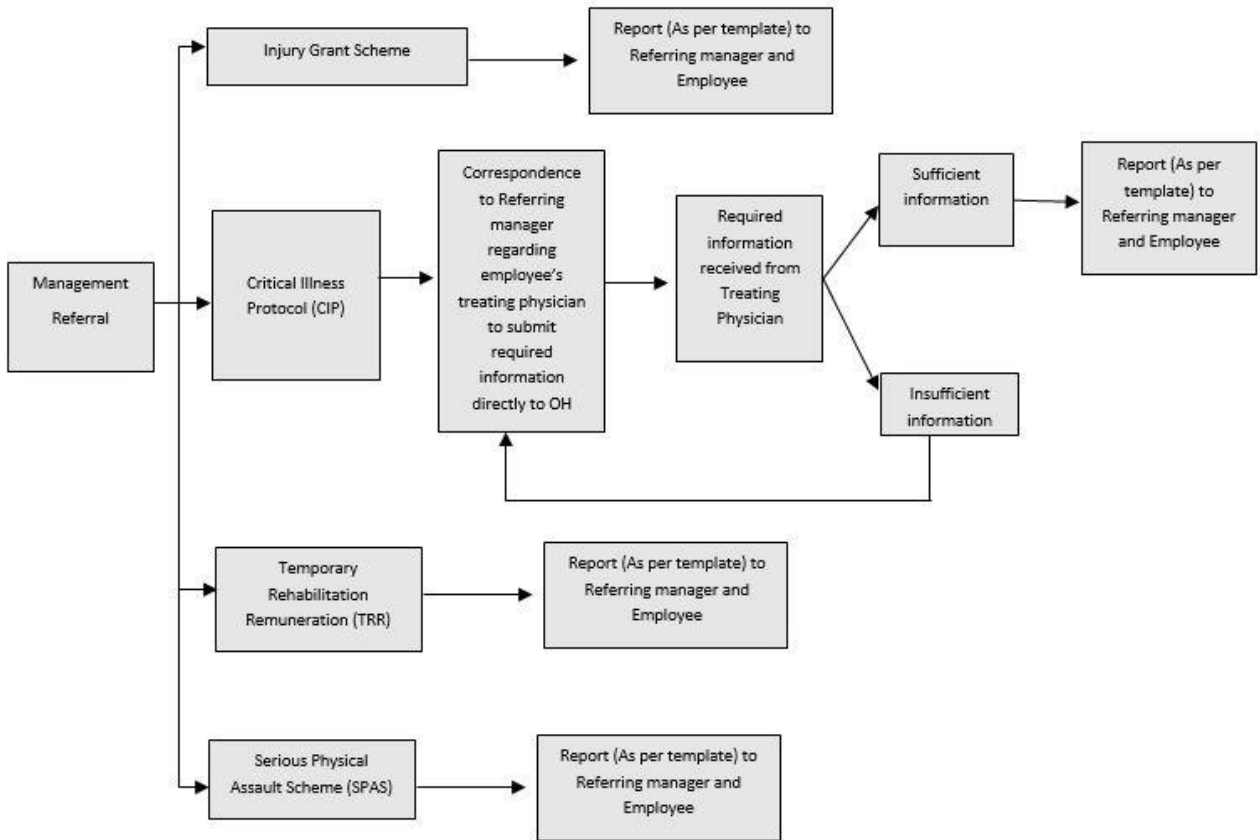 Management
Referral
Injury Grant Scheme
Report (As per template) to
Referring manager and
Employee
Critical Illness
Protocol (CIP)
Correspondence
to Referring
manager
regarding
employee's
treating physician
to submit
required
information
directly to OH
Required
information
received from
Treating
Physician
Sufficient
information
Report (As per
template) to
Referring manager
and Employee
Insufficient
information
Temporary
Rehabilitation
Remuneration (TRR)
Report (As per template) to
Referring manager and
Employee
Serious Physical
Assault Scheme (SPAS)
Report (As per template) to
Referring manager and
Employee